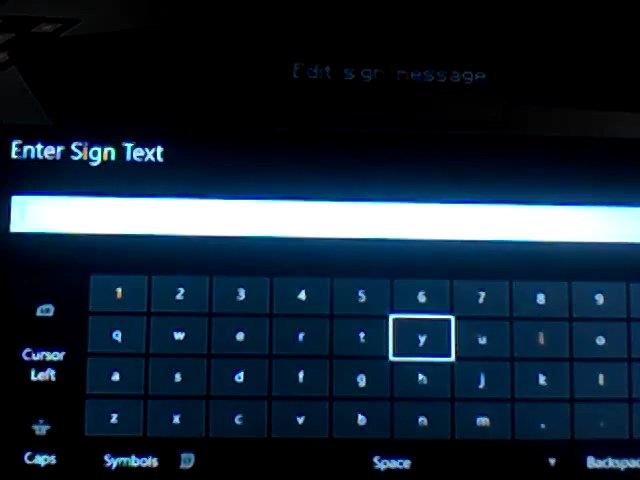 Edit sign message
Enter Sign Text
1 2 3 4 5 6 7 8 9
q w e r t y u i o
Cursor Left
a s d f g h j k l
z x c v b n m , .
Caps Symbols Space